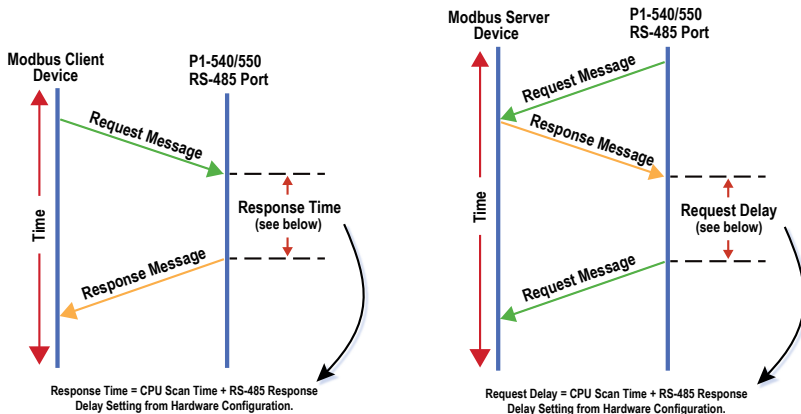 Modbus Client
Device
P1-540/550
RS-485 Port
Request Message
Time
Response Time
(see below)
Response Message
Response Time = CPU Scan Time + RS-485 Response
Delay Setting from Hardware Configuration.
Modbus Server
Device
P1-540/550
RS-485 Port
Request Message
Response Message
Time
Request Delay
(see below)
Request Message
Request Delay = CPU Scan Time + RS-485 Response
Delay Setting from Hardware Configuration.